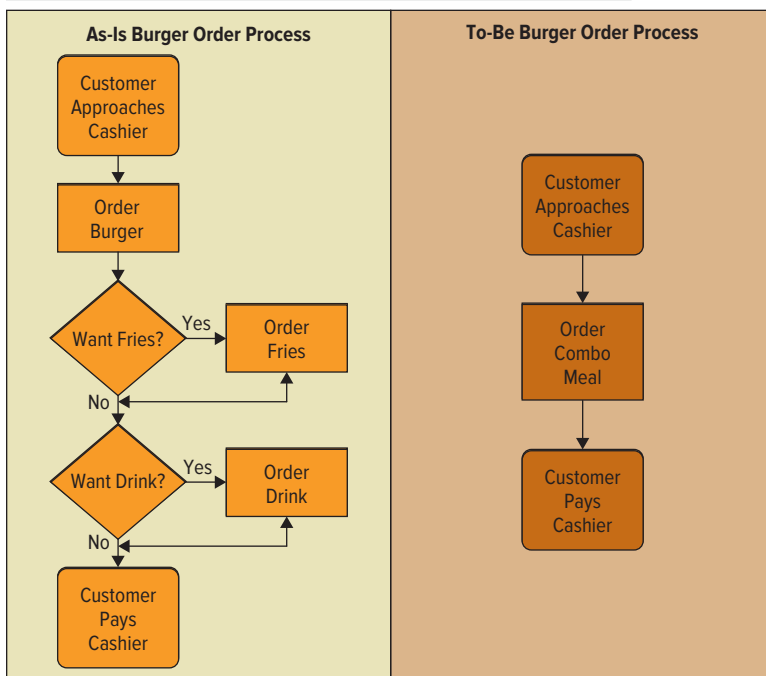 As-Is Burger Order Process
Customer
Approaches
Cashier
Order
Burger
Want Fries?
Yes
Order
Fries
No
Want Drink?
Yes
Order
Drink
No
Customer
Pays
Cashier
To-Be Burger Order Process
Customer
Approaches
Cashier
Order
Combo
Meal
Customer
Pays
Cashier